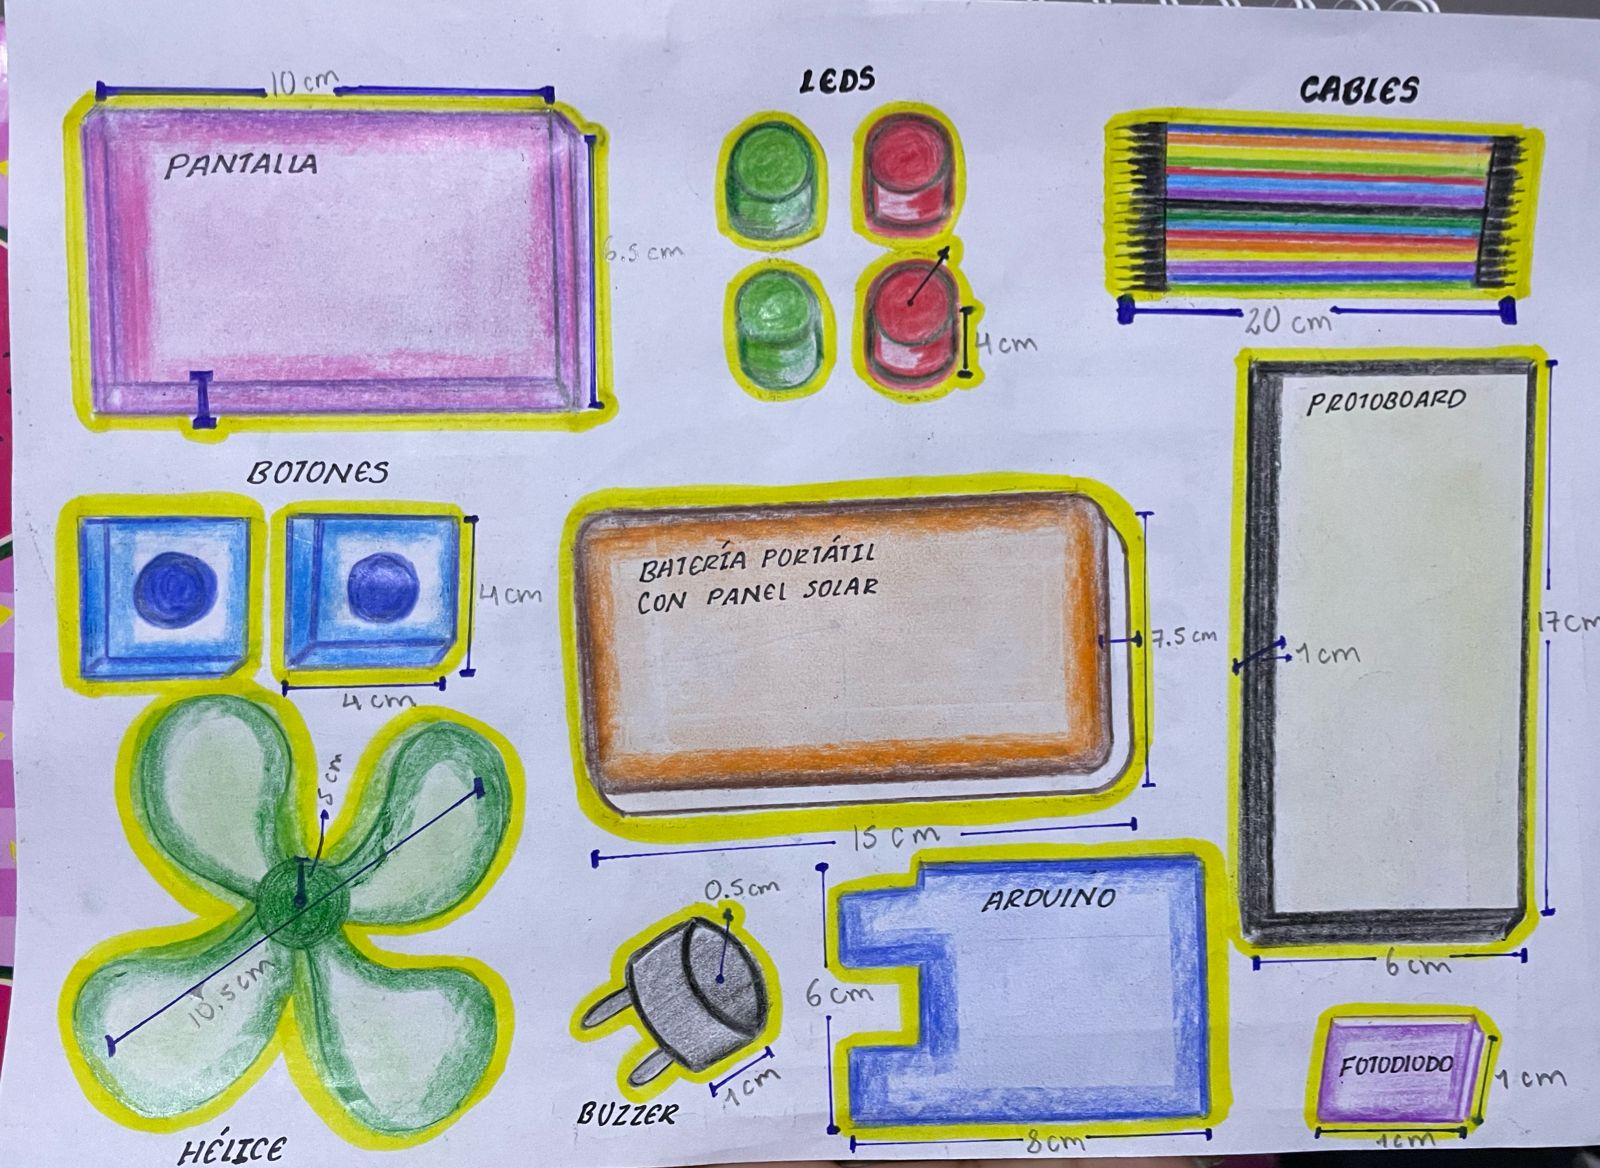 10 cm
PANTALLA
6.5 cm
LEDS
4 cm
CABLES
20 cm
BOTONES
4 cm
4 cm
BATERÍA PORTÁTIL
CON PANEL SOLAR
7.5 cm
15 cm
PROTOBOARD
17 cm
1 cm
6 cm
5 cm
10.5 cm
HÉLICE
0.5 cm
1 cm
BUZZER
ARDUINO
6 cm
8 cm
FOTODIODO
1 cm
1 cm